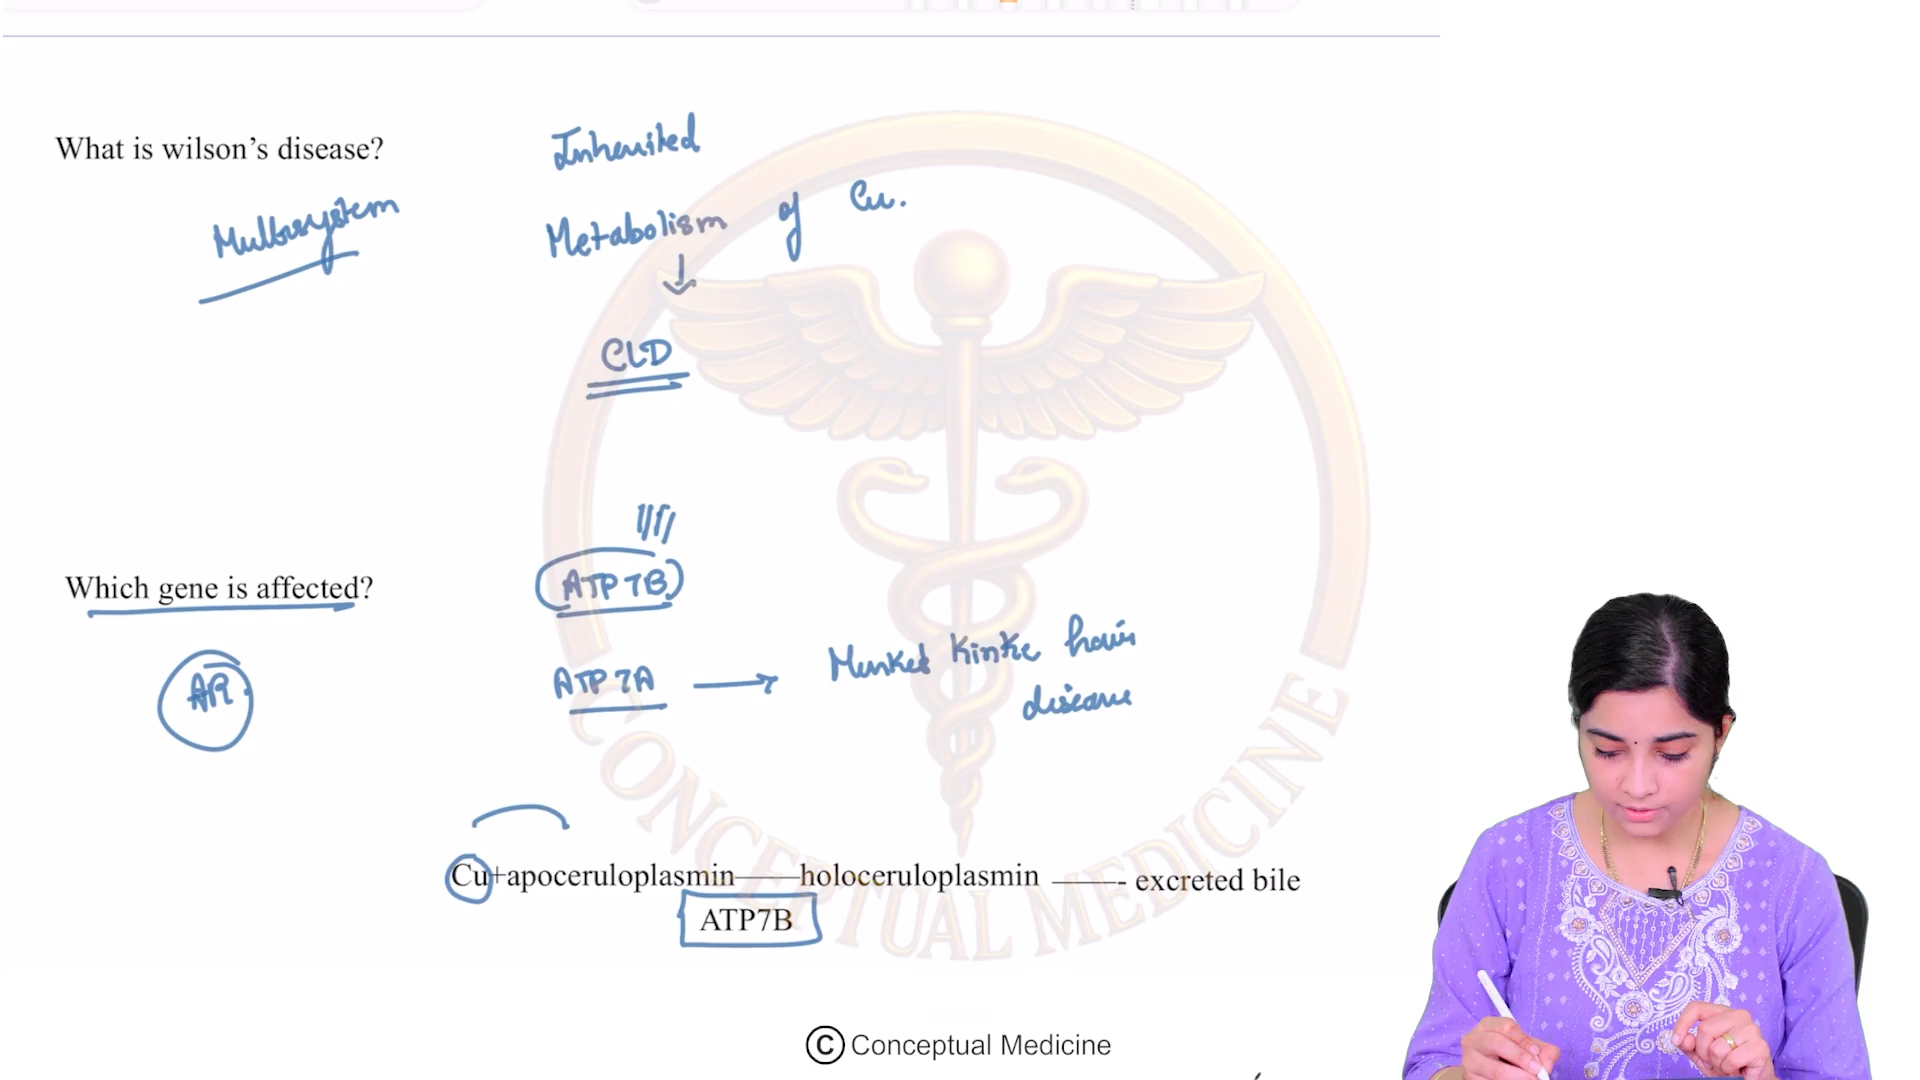 What is wilson's disease?
Inherited
Multisystem
Metabolism of Cu.
CLD
ATP7B
Which gene is affected?
AR.
ATP7A → Menkes Kinke hair
disease
Cu+apoceruloplasmin——holoceruloplasmin ——- excreted bile
ATP7B
CONCEPTUAL MEDICINE
© Conceptual Medicine